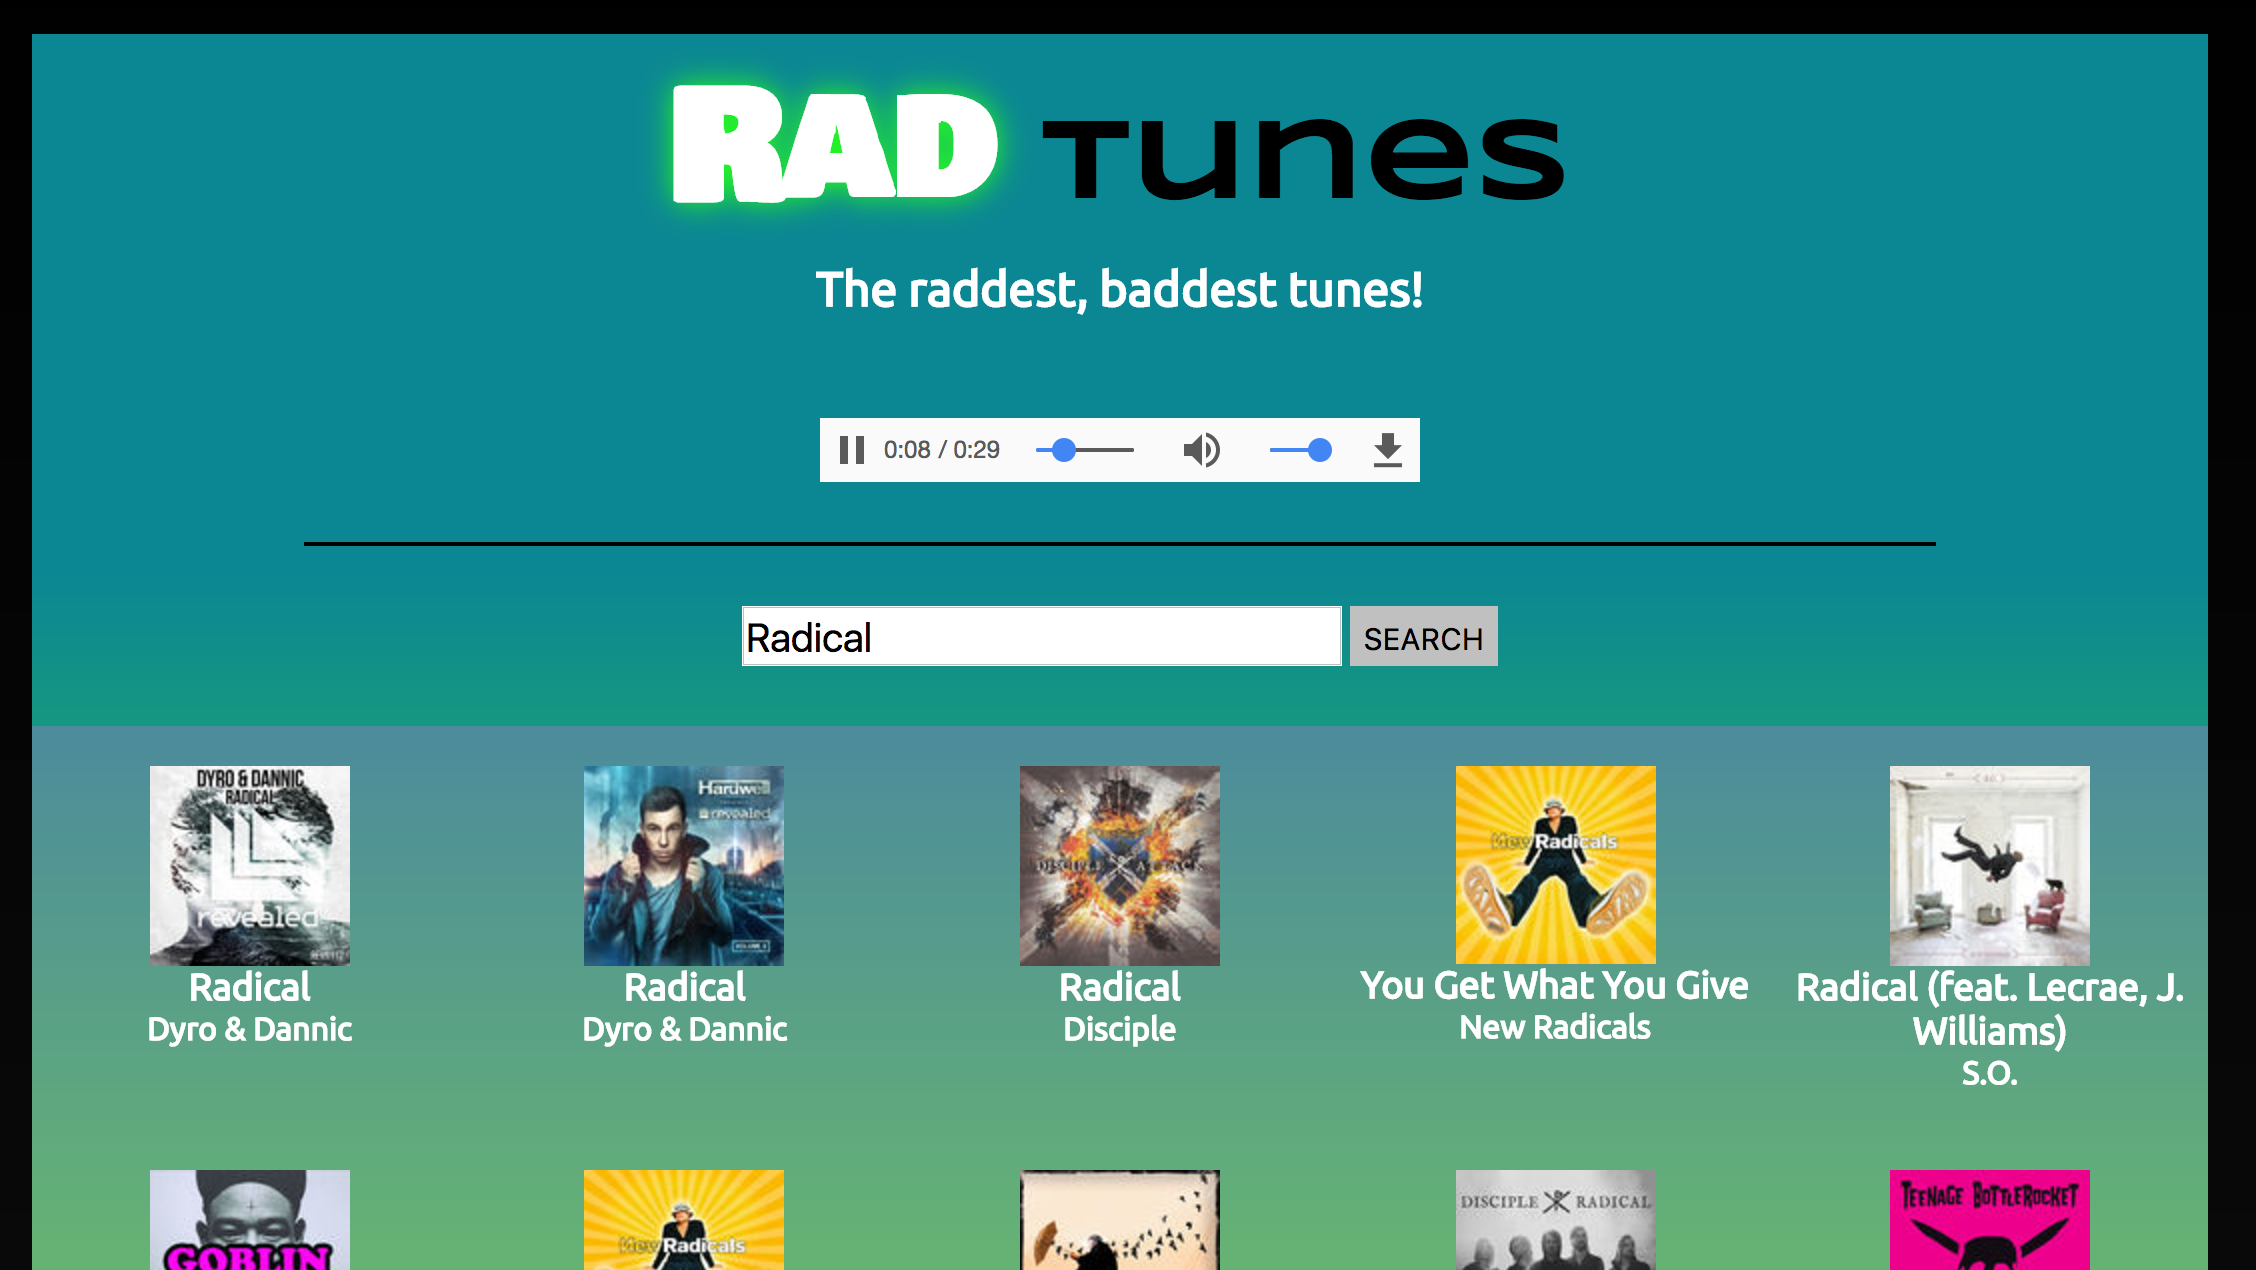 RAD Tunes
The raddest, baddest tunes!
0:08 / 0:29
Radical
SEARCH
DYRO & DANNIC
RADICAL
revealed
Hardwell
revealed
VOLUME 5
DISCIPLE ATTACK
New Radicals
Radical
Dyro & Dannic
Radical
Dyro & Dannic
Radical
Disciple
You Get What You Give
New Radicals
Radical (feat. Lecrae, J.
Williams)
S.O.
GOBLIN
New Radicals
DISCIPLE RADICAL
TEENAGE BOTTLEROCKET